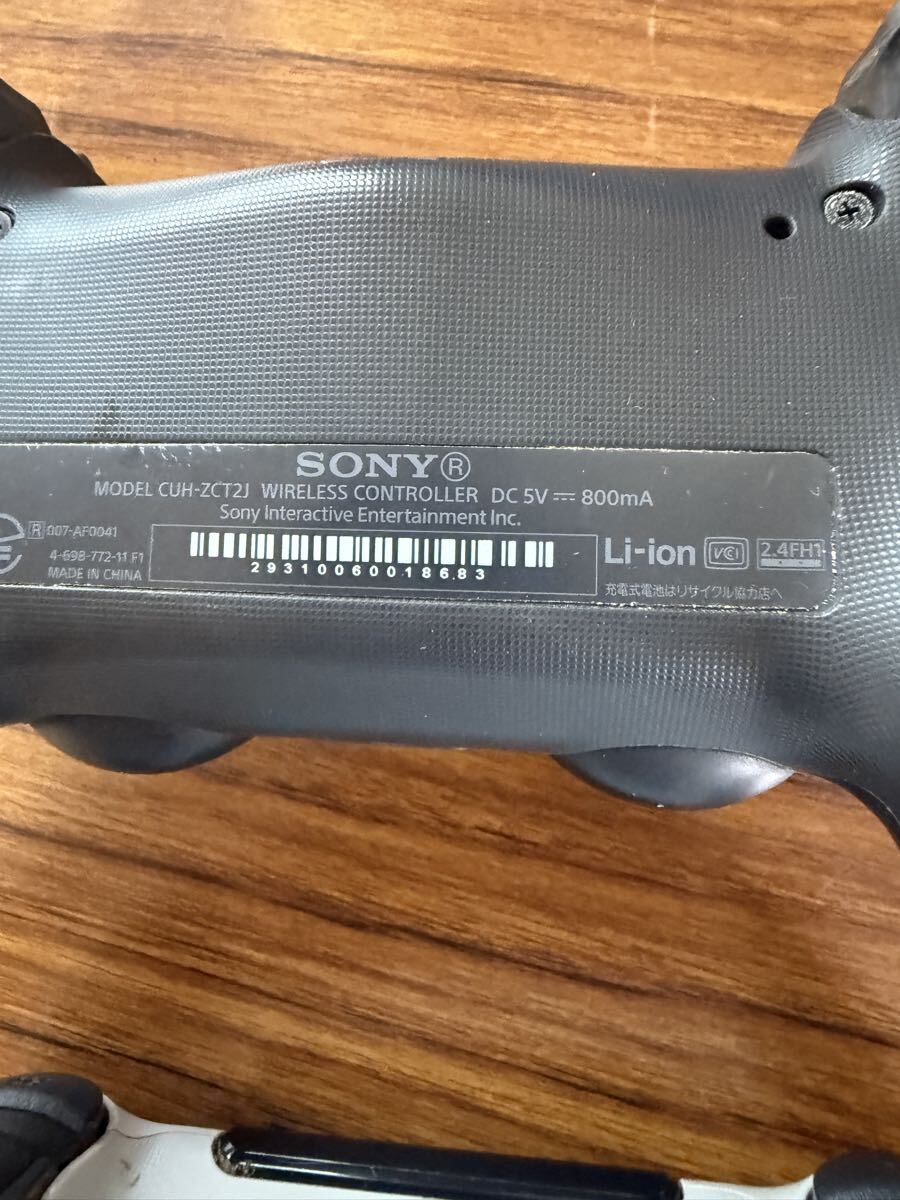 SONY®
MODEL CUH-ZCT2J WIRELESS CONTROLLER DC 5V ⎓ 800mA
Sony Interactive Entertainment Inc.
R 007-AF0041
4-698-772-11 F1
MADE IN CHINA
29310060018683
Li-ion VCCI 2.4FH1
充電式電池はリサイクル協力店へ